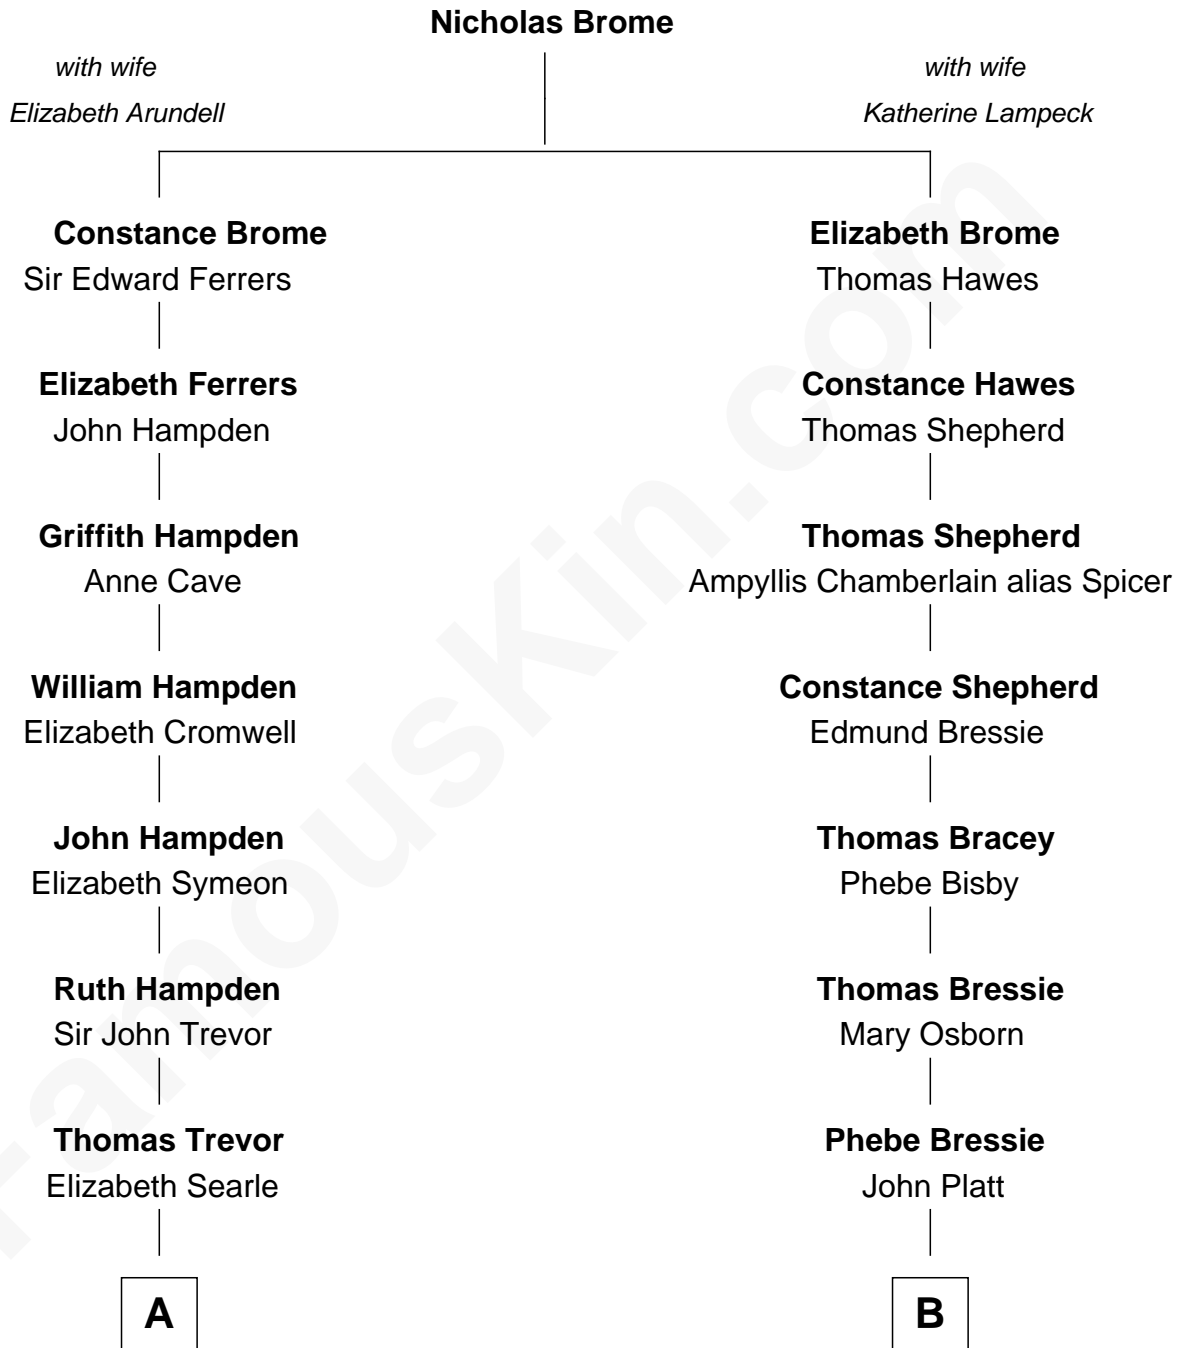 Nicholas Brome
with wife
Elizabeth Arundell
with wife
Katherine Lampeck
Constance Brome
Sir Edward Ferrers
Elizabeth Brome
Thomas Hawes
Elizabeth Ferrers
John Hampden
Constance Hawes
Thomas Shepherd
Griffith Hampden
Anne Cave
Thomas Shepherd
Ampyllis Chamberlain alias Spicer
William Hampden
Elizabeth Cromwell
Constance Shepherd
Edmund Bressie
John Hampden
Elizabeth Symeon
Thomas Bracey
Phebe Bisby
Ruth Hampden
Sir John Trevor
Thomas Bressie
Mary Osborn
Thomas Trevor
Elizabeth Searle
Phebe Bressie
John Platt
A
B
FamousKin.com